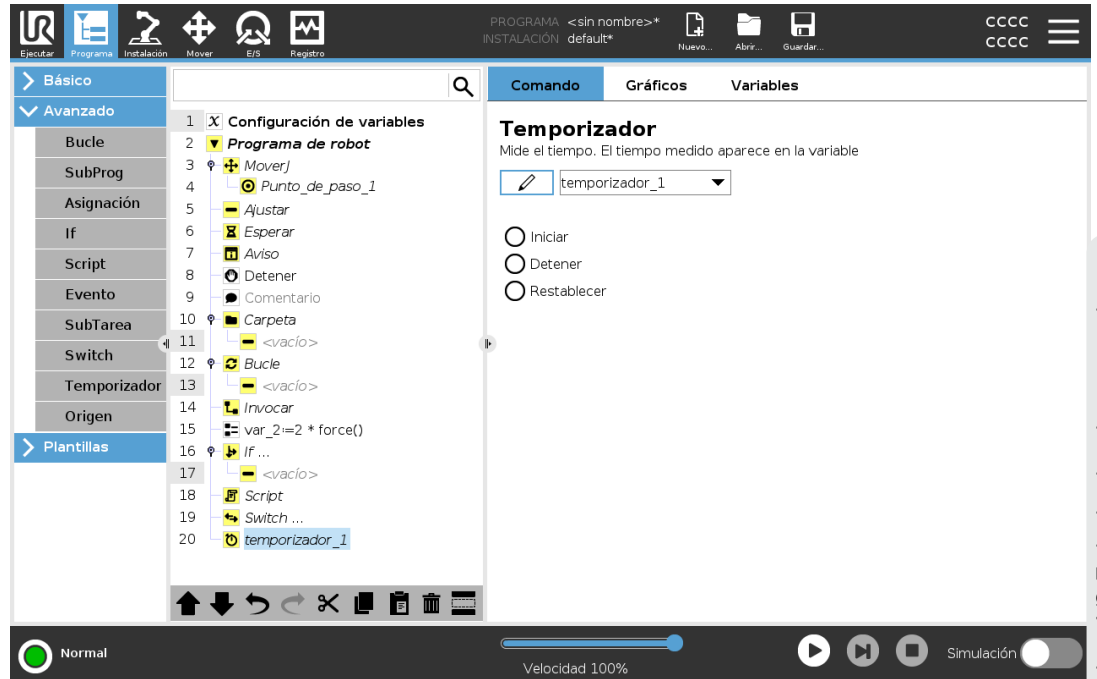 PROGRAMA <sin nombre>*
INSTALACIÓN default*
CCCC
CCCC
Ejecutar
Programa
Instalación
Mover
E/S
Registro
Nuevo...
Abrir...
Guardar...
Básico
Avanzado
Bucle
SubProg
Asignación
If
Script
Evento
SubTarea
Switch
Temporizador
Origen
Plantillas
1 X Configuración de variables
2 Programa de robot
3 MoverJ
4 Punto_de_paso_1
5 Ajustar
6 Esperar
7 Aviso
8 Detener
9 Comentario
10 Carpeta
11 <vacío>
12 Bucle
13 <vacío>
14 Invocar
15 var_2≔2 * force()
16 If ...
17 <vacío>
18 Script
19 Switch ...
20 temporizador_1
Comando
Gráficos
Variables
Temporizador
Mide el tiempo. El tiempo medido aparece en la variable
temporizador_1
Iniciar
Detener
Restablecer
Normal
Velocidad 100%
Simulación